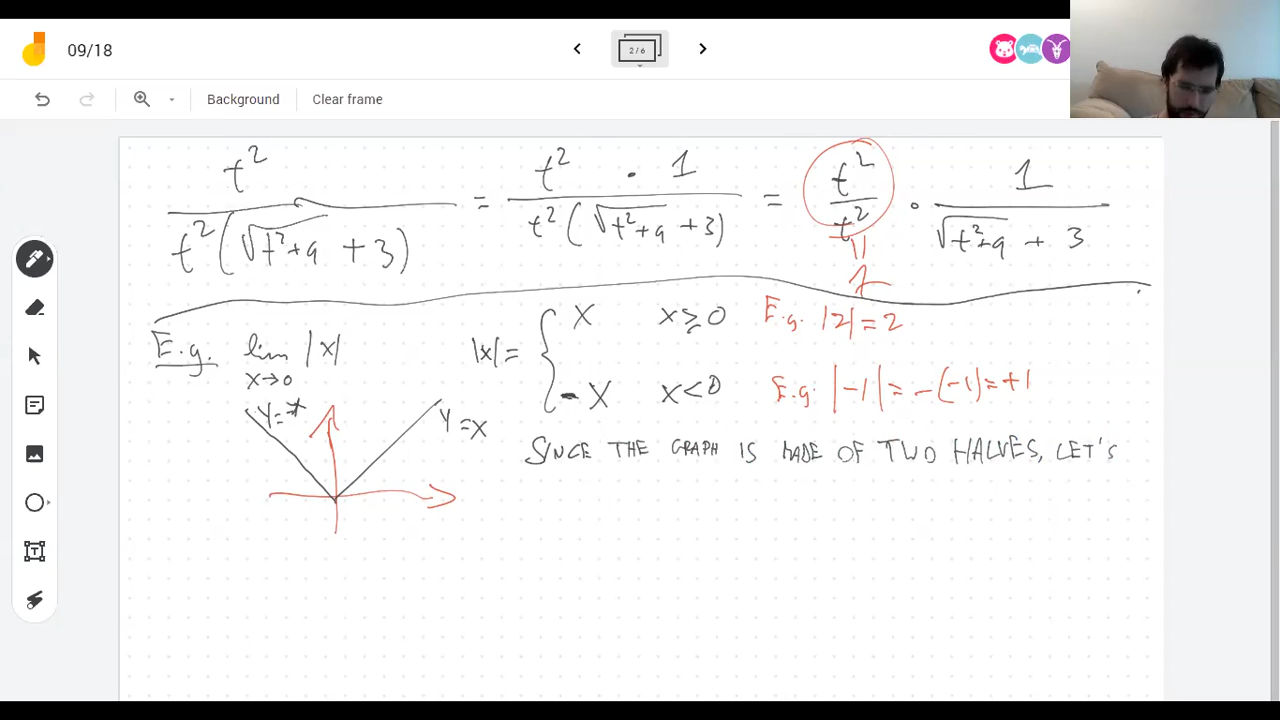 09/18
2/6
Background
Clear frame
t² / t²(√t²+9 + 3) = t² · 1 / t²(√t²+9 + 3) = t² / t² · 1 / √t²+9 + 3
= 1
E.g. lim x→0 |x|
|x| = { x x≥0 E.g. |2| = 2
-x x<0 E.g. |-1| = -(-1) = +1
y = -x
y = x
SINCE THE GRAPH IS MADE OF TWO HALVES, LET'S